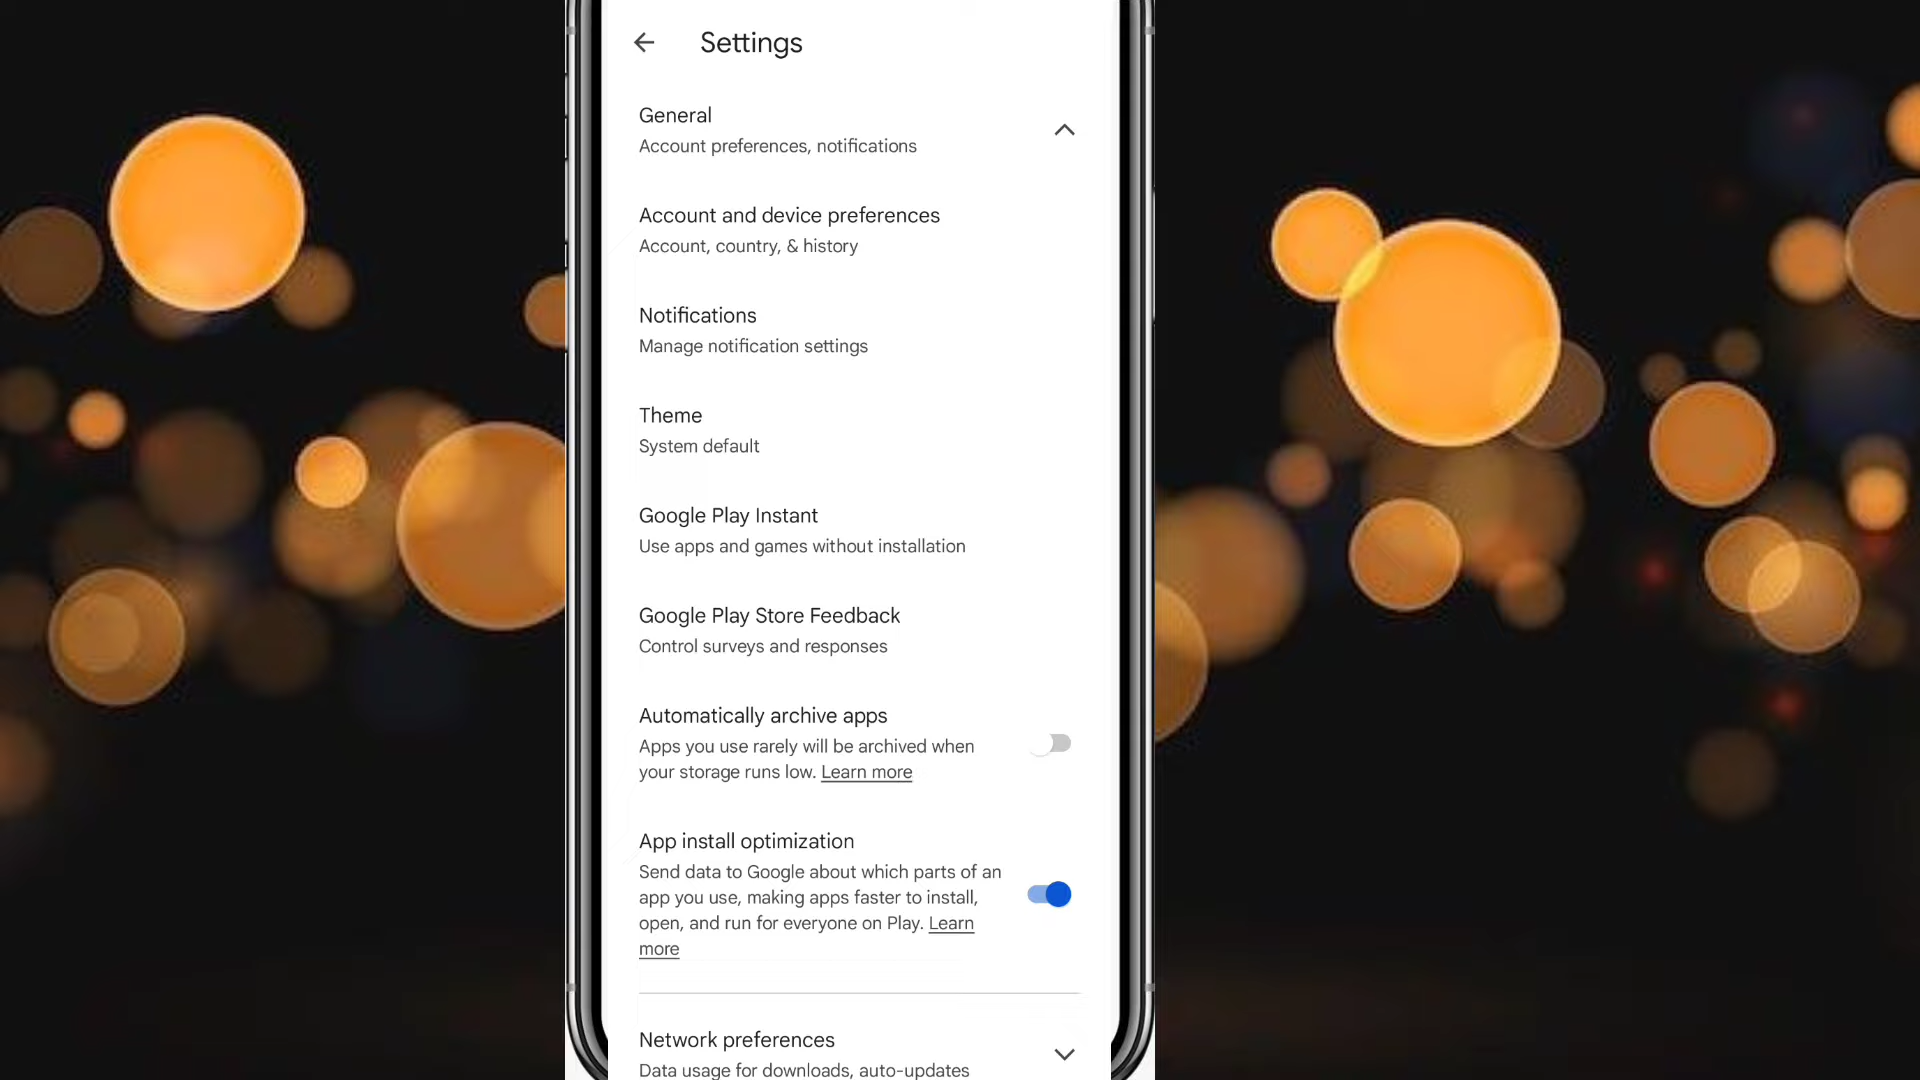 Settings
General
Account preferences, notifications
Account and device preferences
Account, country, & history
Notifications
Manage notification settings
Theme
System default
Google Play Instant
Use apps and games without installation
Google Play Store Feedback
Control surveys and responses
Automatically archive apps
Apps you use rarely will be archived when
your storage runs low. Learn more
App install optimization
Send data to Google about which parts of an
app you use, making apps faster to install,
open, and run for everyone on Play. Learn
more
Network preferences
Data usage for downloads, auto-updates